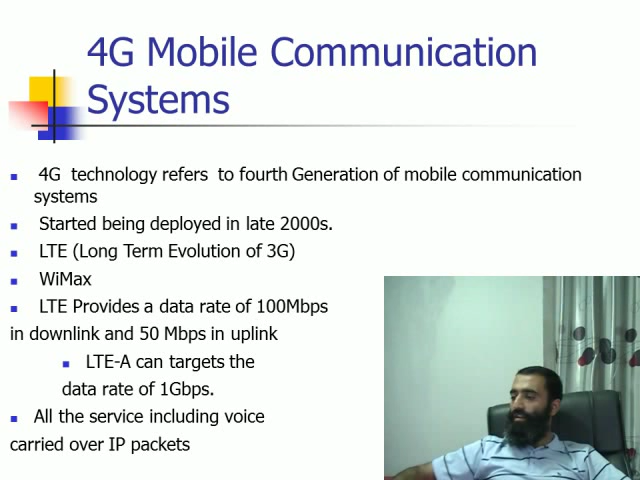 4G Mobile Communication
Systems
4G technology refers to fourth Generation of mobile communication
systems
Started being deployed in late 2000s.
LTE (Long Term Evolution of 3G)
WiMax
LTE Provides a data rate of 100Mbps
in downlink and 50 Mbps in uplink
LTE-A can targets the
data rate of 1Gbps.
All the service including voice
carried over IP packets